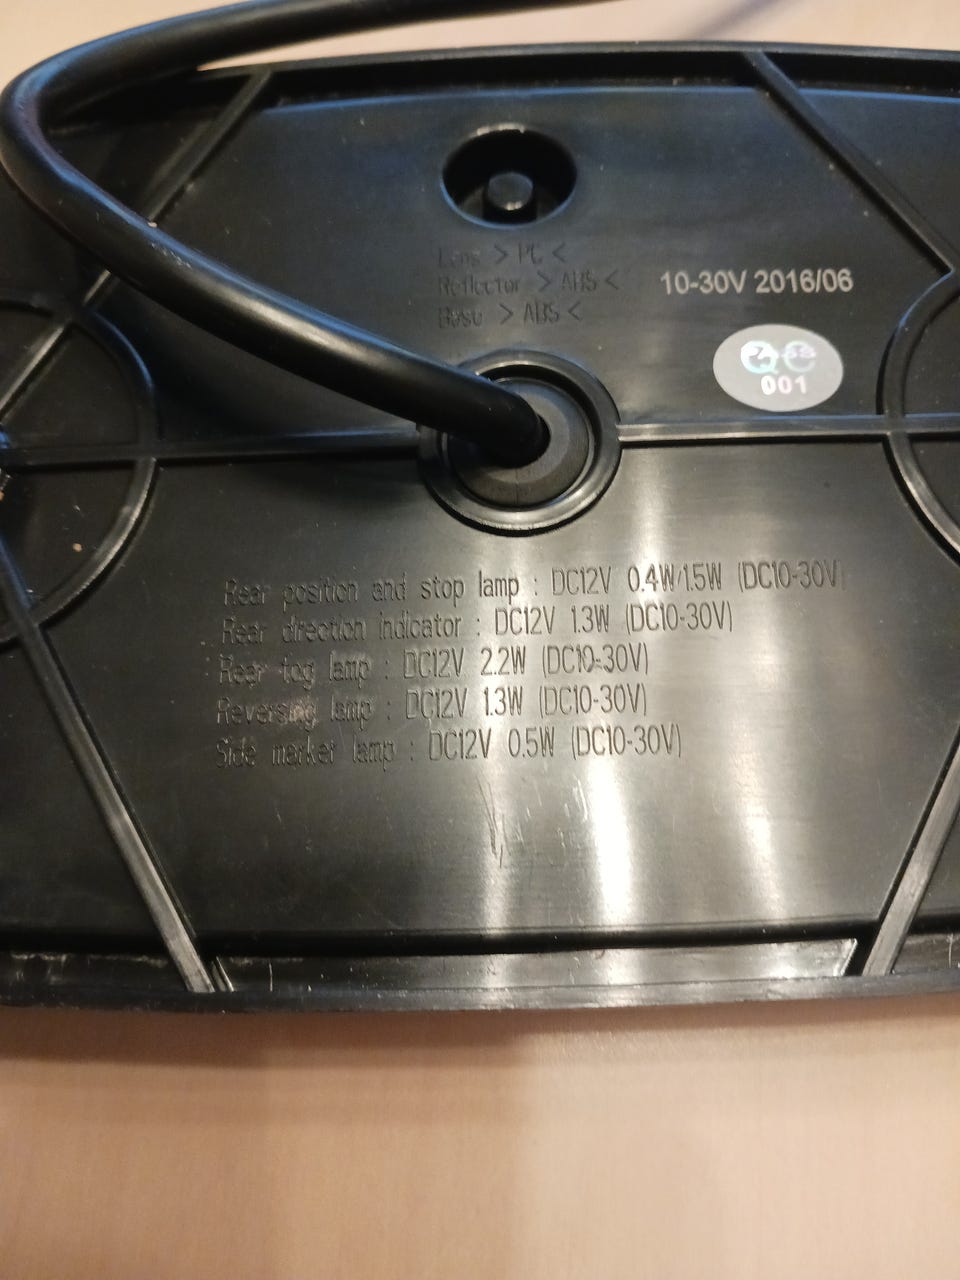 Lens > PC <
Reflector > ABS <
Base > ABS <
10-30V 2016/06
QC
Pass
001
Rear position and stop lamp : DC12V 0.4W/1.5W (DC10-30V)
Rear direction indicator : DC12V 1.3W (DC10-30V)
Rear fog lamp : DC12V 2.2W (DC10-30V)
Reversing lamp : DC12V 1.3W (DC10-30V)
Side marker lamp : DC12V 0.5W (DC10-30V)